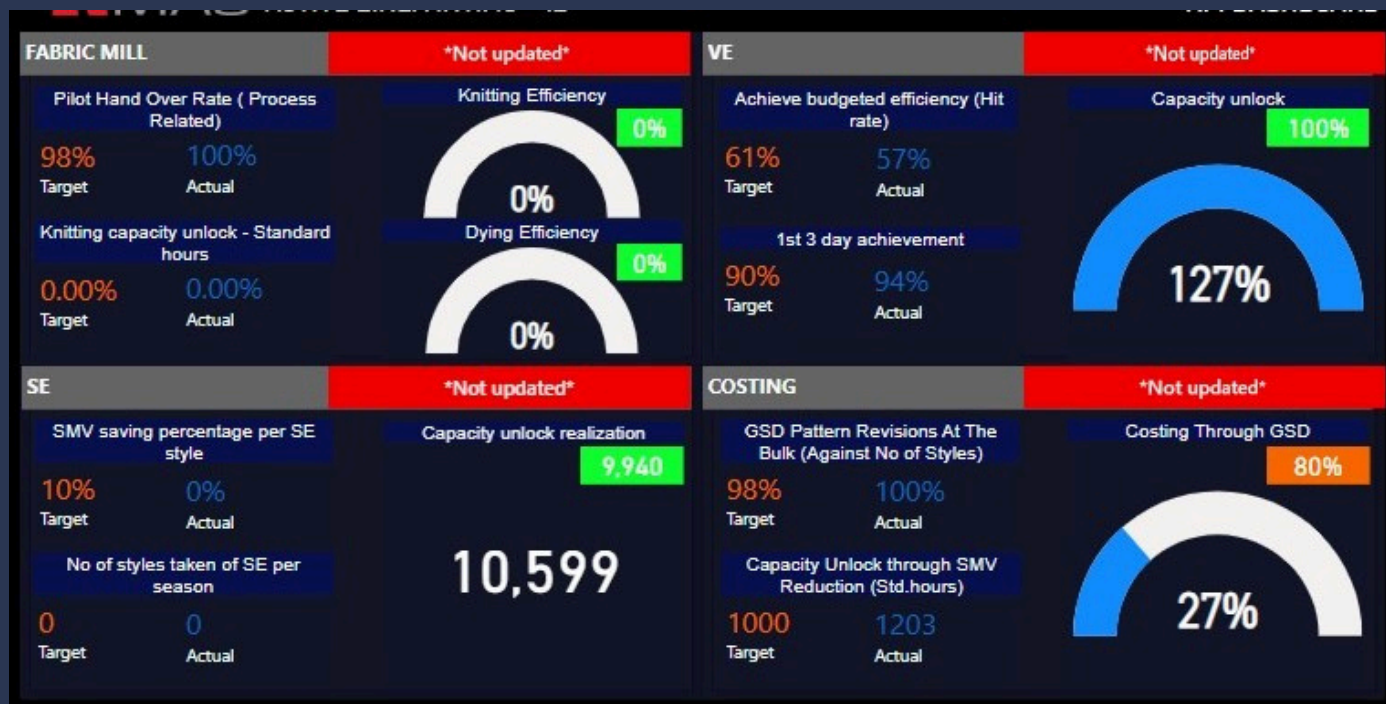 FABRIC MILL
*Not updated*
Pilot Hand Over Rate ( Process
Related)
98%
100%
Target
Actual
Knitting capacity unlock - Standard
hours
0.00%
0.00%
Target
Actual
Knitting Efficiency
0%
0%
Dying Efficiency
0%
0%
VE
*Not updated*
Achieve budgeted efficiency (Hit
rate)
61%
57%
Target
Actual
1st 3 day achievement
90%
94%
Target
Actual
Capacity unlock
100%
127%
SE
*Not updated*
SMV saving percentage per SE
style
10%
0%
Target
Actual
No of styles taken of SE per
season
0
0
Target
Actual
Capacity unlock realization
9,940
10,599
COSTING
*Not updated*
GSD Pattern Revisions At The
Bulk (Against No of Styles)
98%
100%
Target
Actual
Capacity Unlock through SMV
Reduction (Std.hours)
1000
1203
Target
Actual
Costing Through GSD
80%
27%